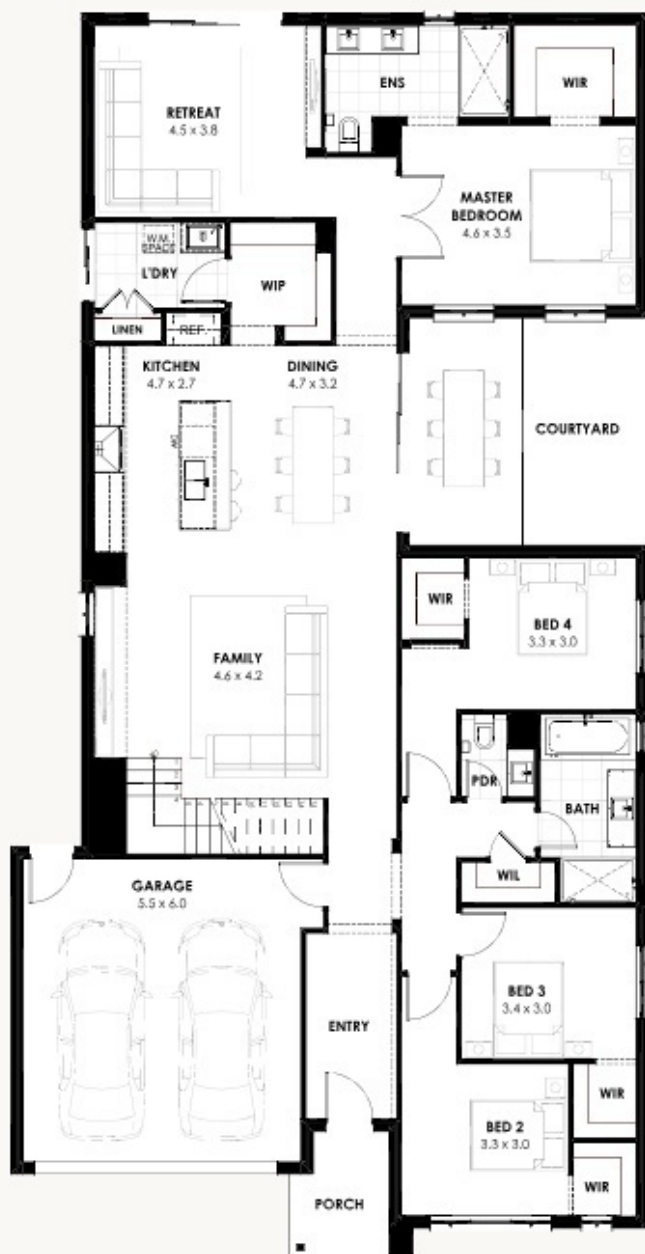 ENS
WIR
RETREAT
4.5 x 3.8
MASTER
BEDROOM
4.6 x 3.5
W.M.
SPACE
L'DRY
WIP
LINEN
REF.
KITCHEN
4.7 x 2.7
DINING
4.7 x 3.2
COURTYARD
DW
WIR
BED 4
3.3 x 3.0
FAMILY
4.6 x 4.2
PDR
BATH
WIL
GARAGE
5.5 x 6.0
BED 3
3.4 x 3.0
ENTRY
WIR
BED 2
3.3 x 3.0
WIR
PORCH